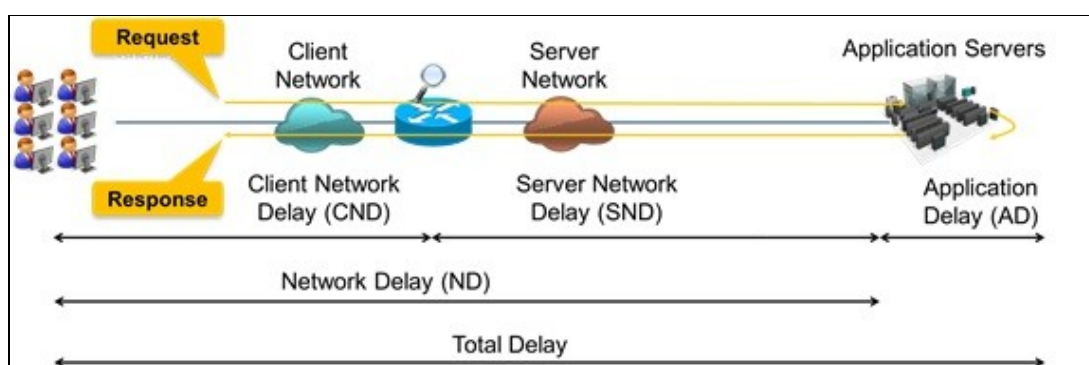 Request
Client
Network
Server
Network
Application Servers
Response
Client Network
Delay (CND)
Server Network
Delay (SND)
Application
Delay (AD)
Network Delay (ND)
Total Delay